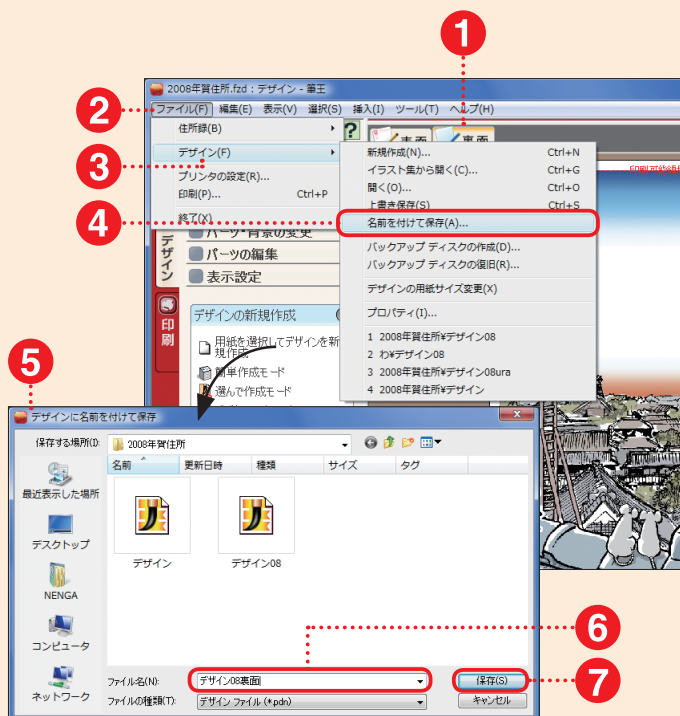 1
2008年賀住所.fzd : デザイン - 筆王
2
ファイル(F) 編集(E) 表示(V) 選択(S) 挿入(I) ツール(T) ヘルプ(H)
住所録(B)
デザイン(F)
3
プリンタの設定(R)...
印刷(P)... Ctrl+P
終了(X)
4
表面
裏面
新規作成(N)... Ctrl+N
イラスト集から開く(C)... Ctrl+G
開く(O)... Ctrl+O
上書き保存(S) Ctrl+S
名前を付けて保存(A)...
バックアップ ディスクの作成(D)...
バックアップ ディスクの復旧(R)...
デザインの用紙サイズ変更(X)
プロパティ(I)...
1 2008年賀住所¥デザイン08
2 わ¥デザイン08
3 2008年賀住所¥デザイン08ura
4 2008年賀住所¥デザイン
印刷可能領域
デザイン
パーツ・背景の変更
パーツの編集
表示設定
印刷
デザインの新規作成
用紙を選択してデザインを新
規作成
簡単作成モード
選んで作成モード
5
デザインに名前を付けて保存
保存する場所(I):
2008年賀住所
名前 更新日時 種類 サイズ タグ
最近表示した場所
デスクトップ
NENGA
コンピュータ
ネットワーク
デザイン
デザイン08
6
ファイル名(N):
デザイン08裏面
保存(S)
7
ファイルの種類(T):
デザイン ファイル (*.pdn)
キャンセル